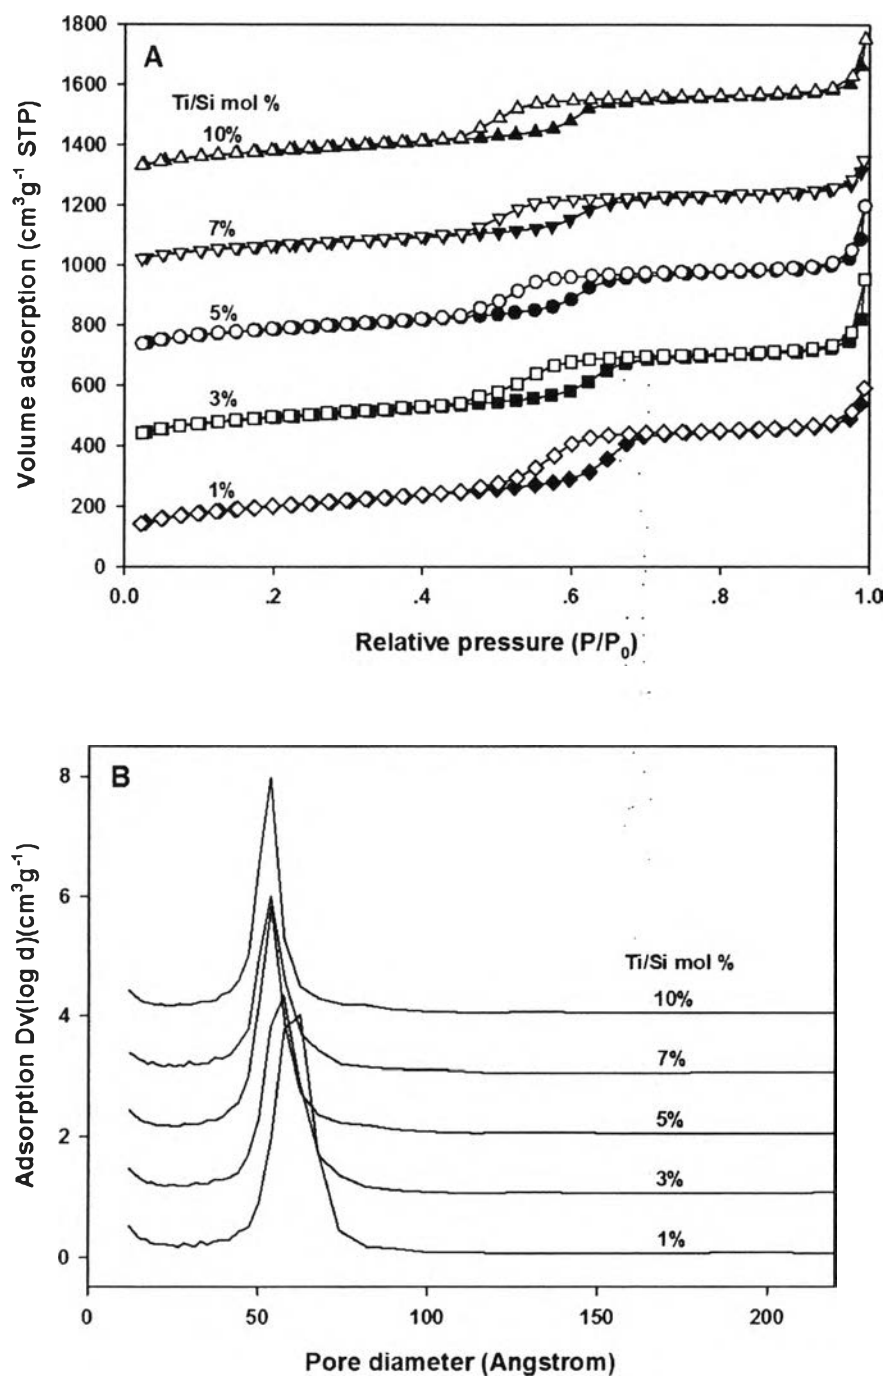 A
Ti/Si mol %
10%
7%
5%
3%
1%
1800
1600
1400
1200
1000
800
600
400
200
0
Volume adsorption (cm³g⁻¹ STP)
0.0 .2 .4 .6 .8 1.0
Relative pressure (P/P₀)
B
8
6
4
2
0
Adsorption Dv(log d)(cm³g⁻¹)
Ti/Si mol %
10%
7%
5%
3%
1%
0 50 100 150 200
Pore diameter (Angstrom)